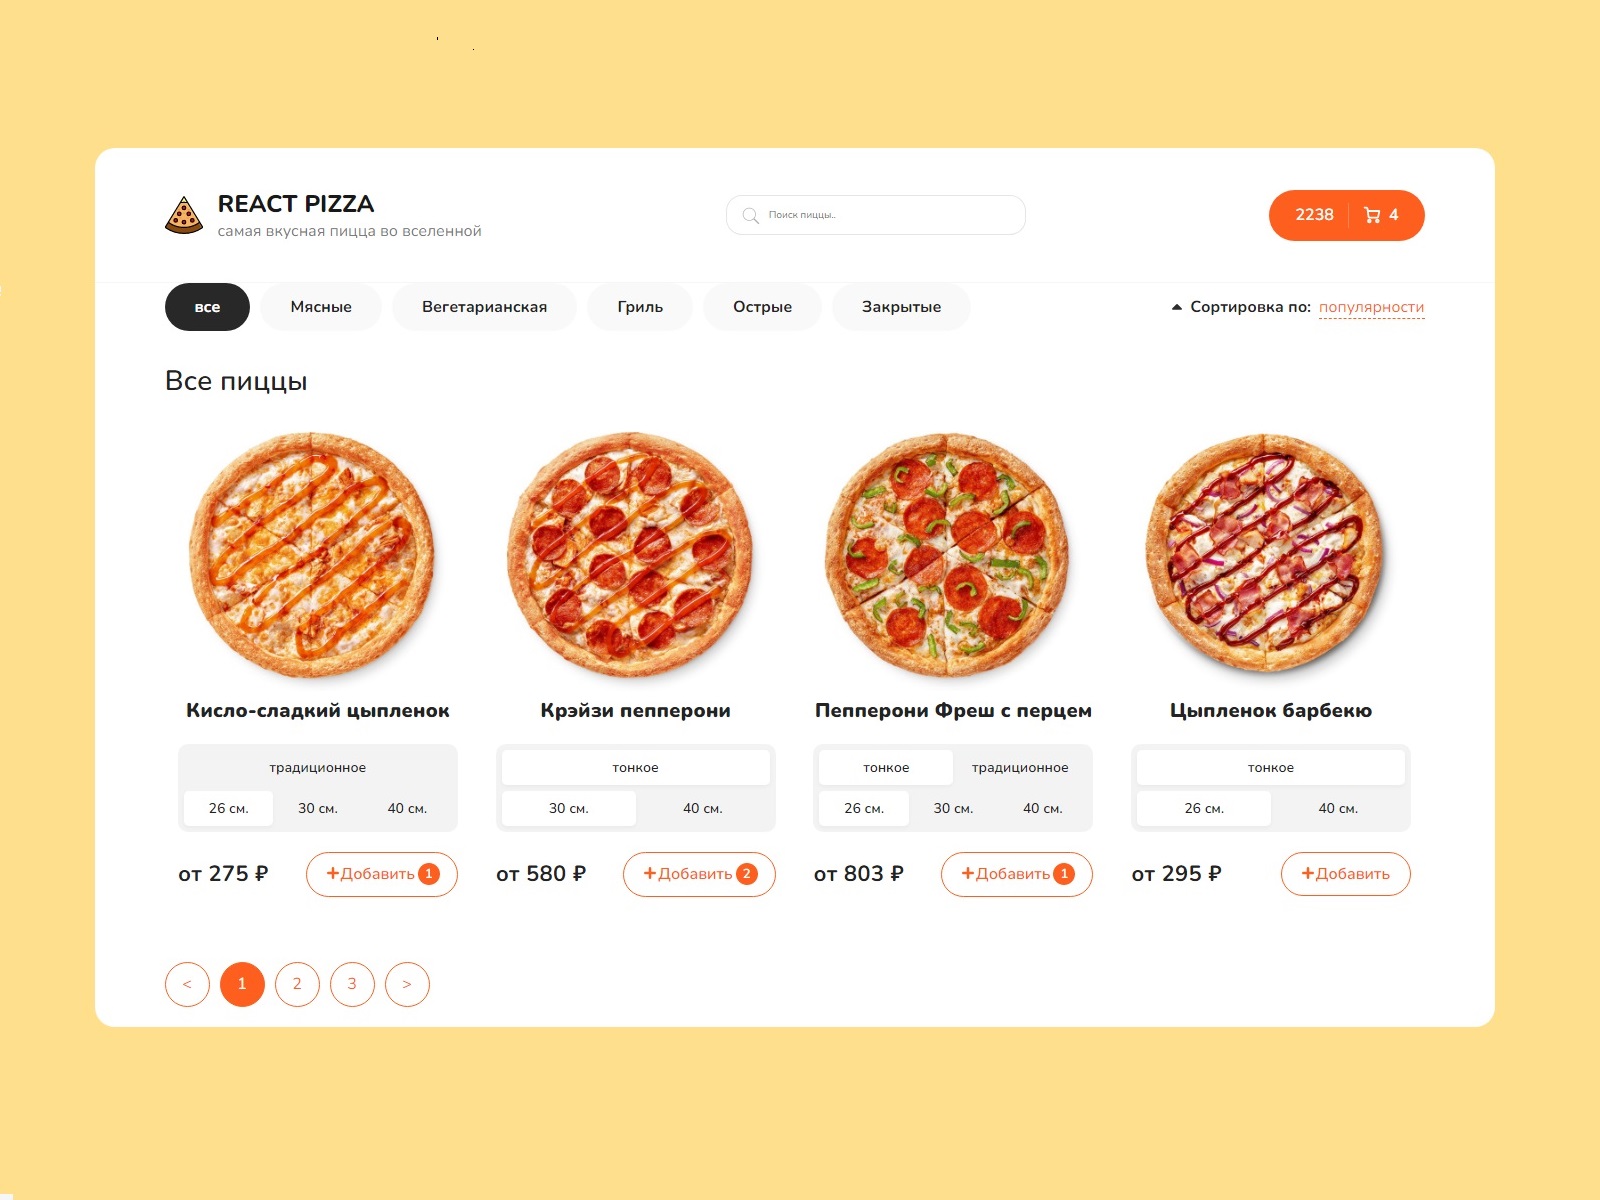 REACT PIZZA
самая вкусная пицца во вселенной
Поиск пиццы..
2238 4
все Мясные Вегетарианская Гриль Острые Закрытые Сортировка по: популярности
Все пиццы
Кисло-сладкий цыпленок Крэйзи пепперони Пепперони Фреш с перцем Цыпленок барбекю
традиционное тонкое тонкое традиционное тонкое
26 см. 30 см. 40 см. 30 см. 40 см. 26 см. 30 см. 40 см. 26 см. 40 см.
от 275 ₽ +Добавить 1 от 580 ₽ +Добавить 2 от 803 ₽ +Добавить 1 от 295 ₽ +Добавить
< 1 2 3 >